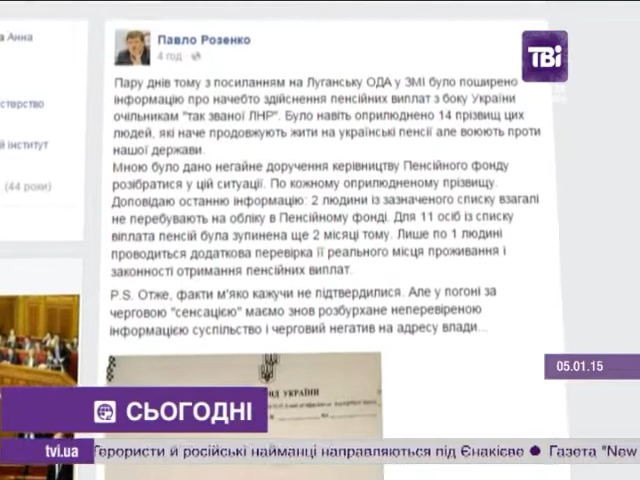 а Анна
стерство
й інститут
(44 роки)
Павло Розенко
4 год
ТВі
Пару днів тому з посиланням на Луганську ОДА у ЗМІ було поширено
інформацію про начебто здійснення пенсійних виплат з боку України
очільникам "так званої ЛНР". Було навіть оприлюднено 14 прізвищ цих
людей, які наче продовжують жити на українські пенсії але воюють проти
нашої держави.
Мною було дано негайне доручення керівництву Пенсійного фонду
розібратися у цій ситуації. По кожному оприлюдненому прізвищу.
Доповідаю останню інформацію: 2 людини із зазначеного списку взагалі
не перебувають на обліку в Пенсійному фонді. Для 11 осіб із списку
віплата пенсій була зупинена ще 2 місяці тому. Лише по 1 людині
проводиться додаткова перевірка її реального місця проживання і
законності отримання пенсійних виплат.
P.S. Отже, факти м'яко кажучи не підтвердилися. Але у погоні за
черговою "сенсацією" маємо знов розбурхане неперевіреною
інформацією суспільство і черговий негатив на адресу влади...
05.01.15
НД УКРАЇНИ
СЬОГОДНІ
tvi.ua
Терористи й російські найманці направляються під Єнакієве ● Газета "New